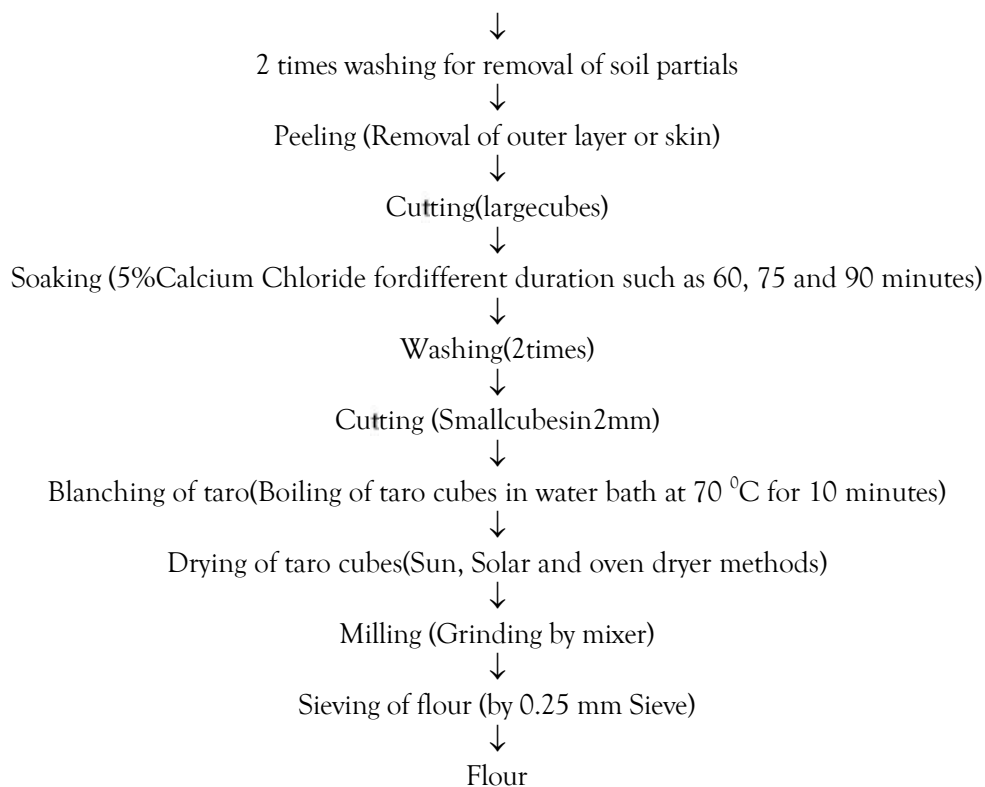 ↓
2 times washing for removal of soil partials
↓
Peeling (Removal of outer layer or skin)
↓
Cutting(largecubes)
↓
Soaking (5%Calcium Chloride fordifferent duration such as 60, 75 and 90 minutes)
↓
Washing(2times)
↓
Cutting (Smallcubesin2mm)
↓
Blanching of taro(Boiling of taro cubes in water bath at 70 ⁰C for 10 minutes)
↓
Drying of taro cubes(Sun, Solar and oven dryer methods)
↓
Milling (Grinding by mixer)
↓
Sieving of flour (by 0.25 mm Sieve)
↓
Flour